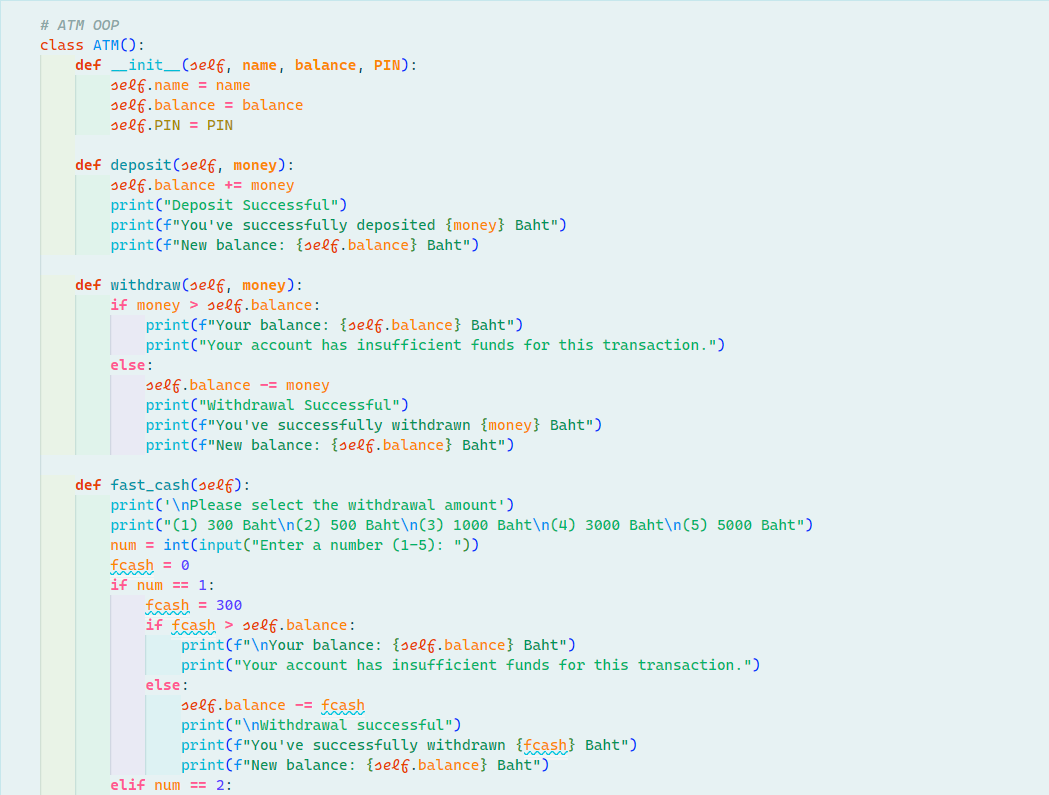 # ATM OOP
class ATM():
    def __init__(self, name, balance, PIN):
        self.name = name
        self.balance = balance
        self.PIN = PIN

    def deposit(self, money):
        self.balance += money
        print("Deposit Successful")
        print(f"You've successfully deposited {money} Baht")
        print(f"New balance: {self.balance} Baht")

    def withdraw(self, money):
        if money > self.balance:
            print(f"Your balance: {self.balance} Baht")
            print("Your account has insufficient funds for this transaction.")
        else:
            self.balance -= money
            print("Withdrawal Successful")
            print(f"You've successfully withdrawn {money} Baht")
            print(f"New balance: {self.balance} Baht")

    def fast_cash(self):
        print('\nPlease select the withdrawal amount')
        print("(1) 300 Baht\n(2) 500 Baht\n(3) 1000 Baht\n(4) 3000 Baht\n(5) 5000 Baht")
        num = int(input("Enter a number (1-5): "))
        fcash = 0
        if num == 1:
            fcash = 300
            if fcash > self.balance:
                print(f"\nYour balance: {self.balance} Baht")
                print("Your account has insufficient funds for this transaction.")
            else:
                self.balance -= fcash
                print("\nWithdrawal successful")
                print(f"You've successfully withdrawn {fcash} Baht")
                print(f"New balance: {self.balance} Baht")
        elif num == 2: